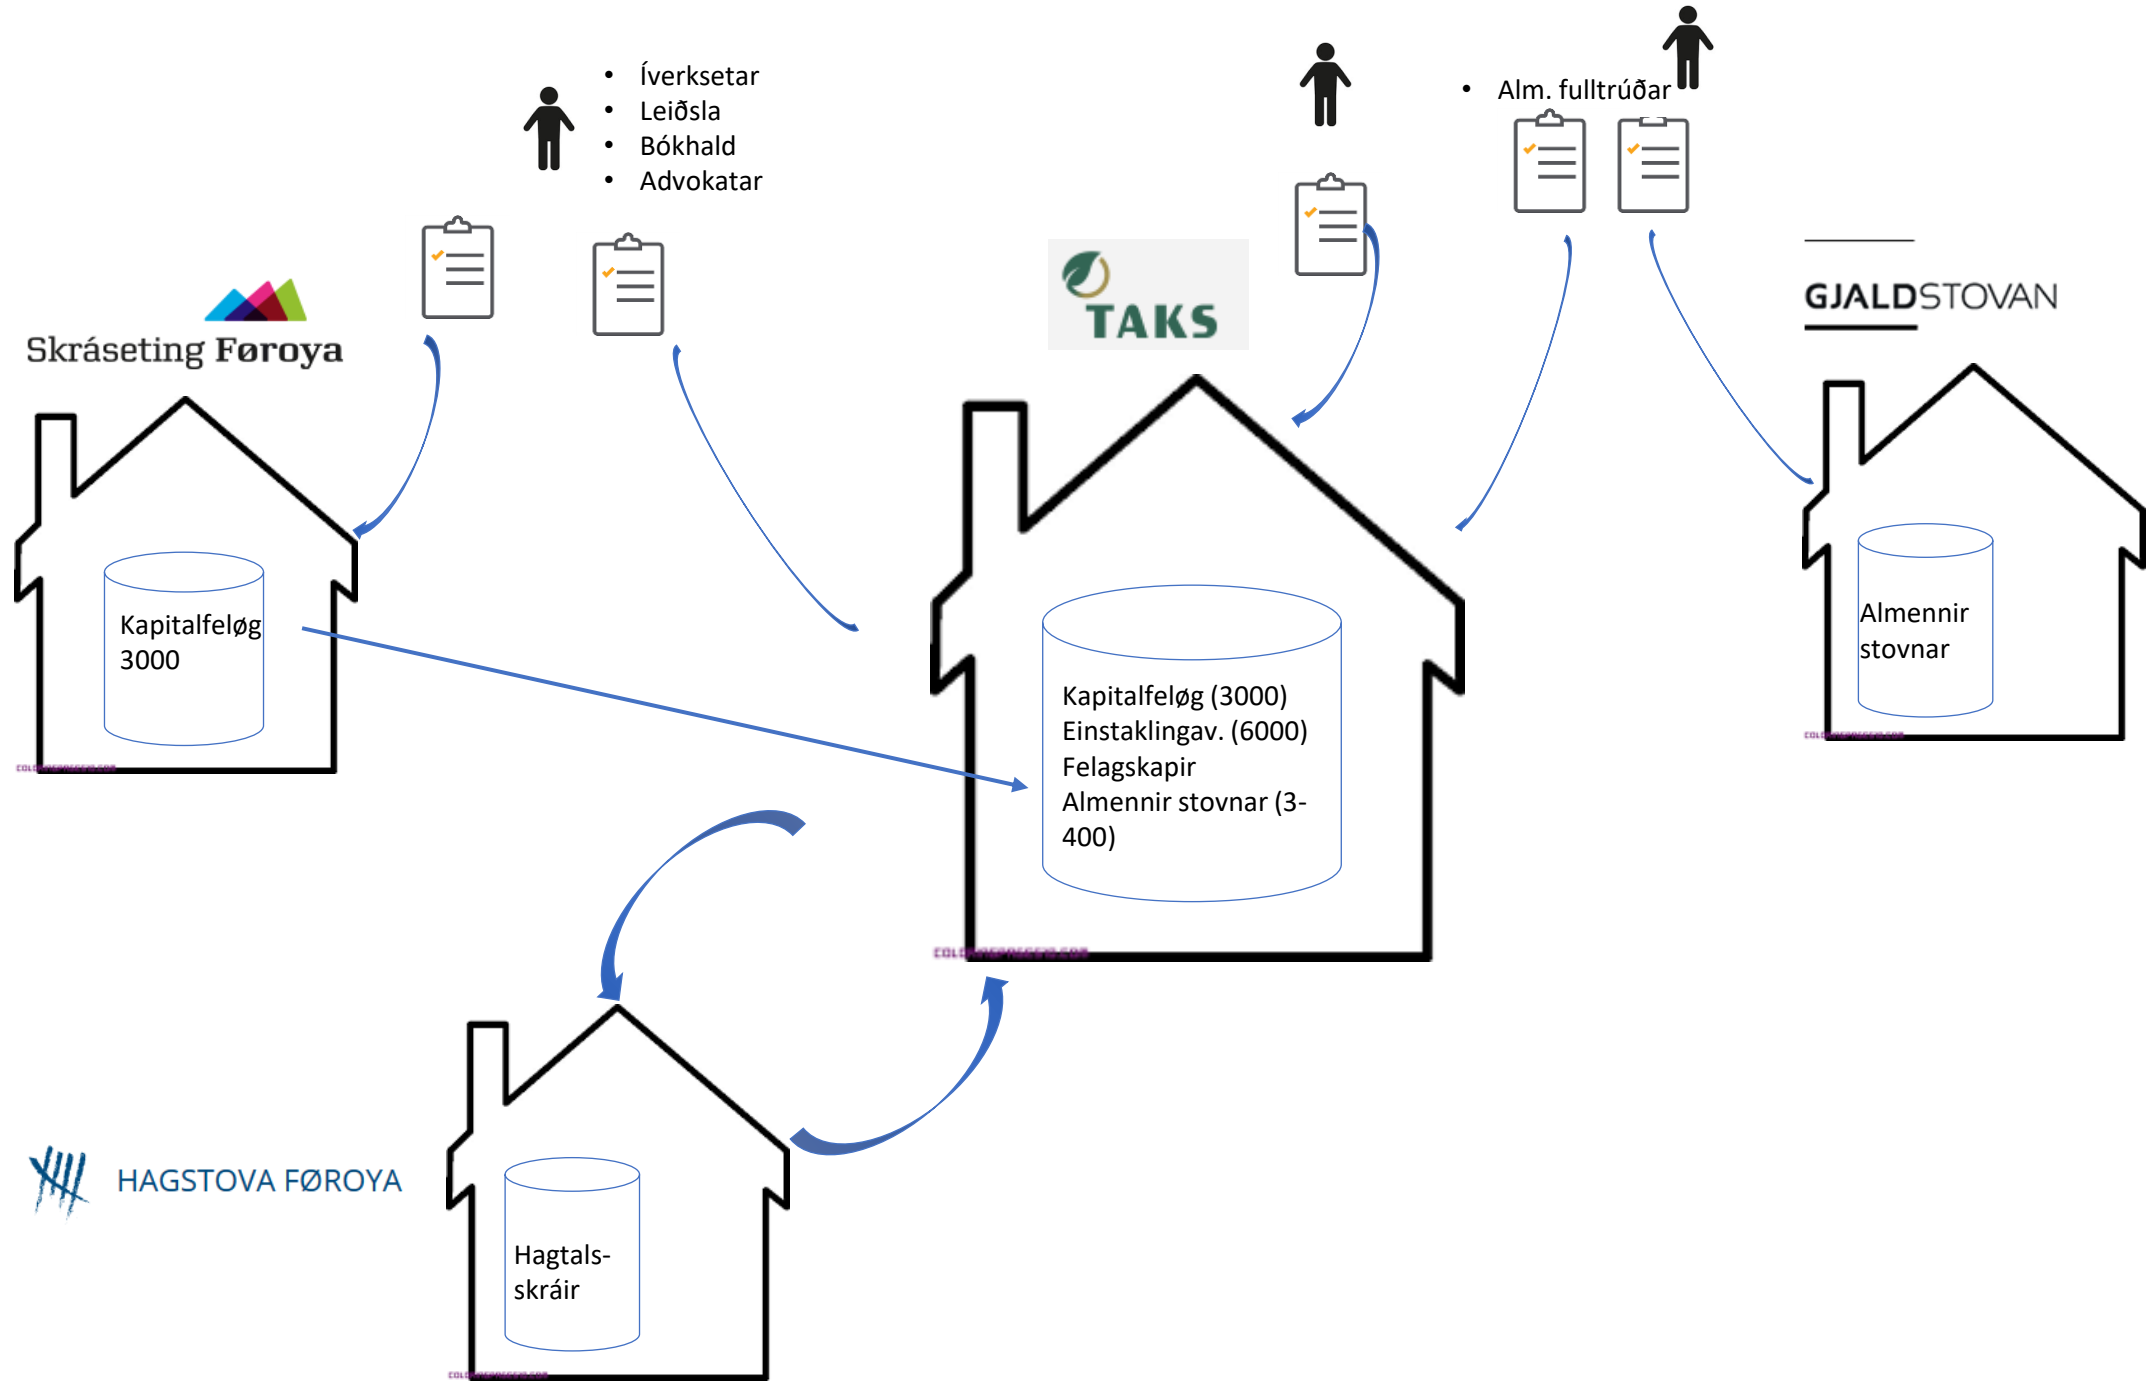 • Íverksetar
• Leiðsla
• Bókhald
• Advokatar
• Alm. fulltrúðar
Skráseting Føroya
TAKS
GJALDSTOVAN
Kapitalfeløg
3000
Kapitalfeløg (3000)
Einstaklingav. (6000)
Felagskapir
Almennir stovnar (3-
400)
Almennir
stovnar
HAGSTOVA FØROYA
Hagtals-
skráir